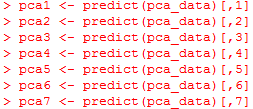 > pca1 <- predict(pca_data)[,1]
> pca2 <- predict(pca_data)[,2]
> pca3 <- predict(pca_data)[,3]
> pca4 <- predict(pca_data)[,4]
> pca5 <- predict(pca_data)[,5]
> pca6 <- predict(pca_data)[,6]
> pca7 <- predict(pca_data)[,7]